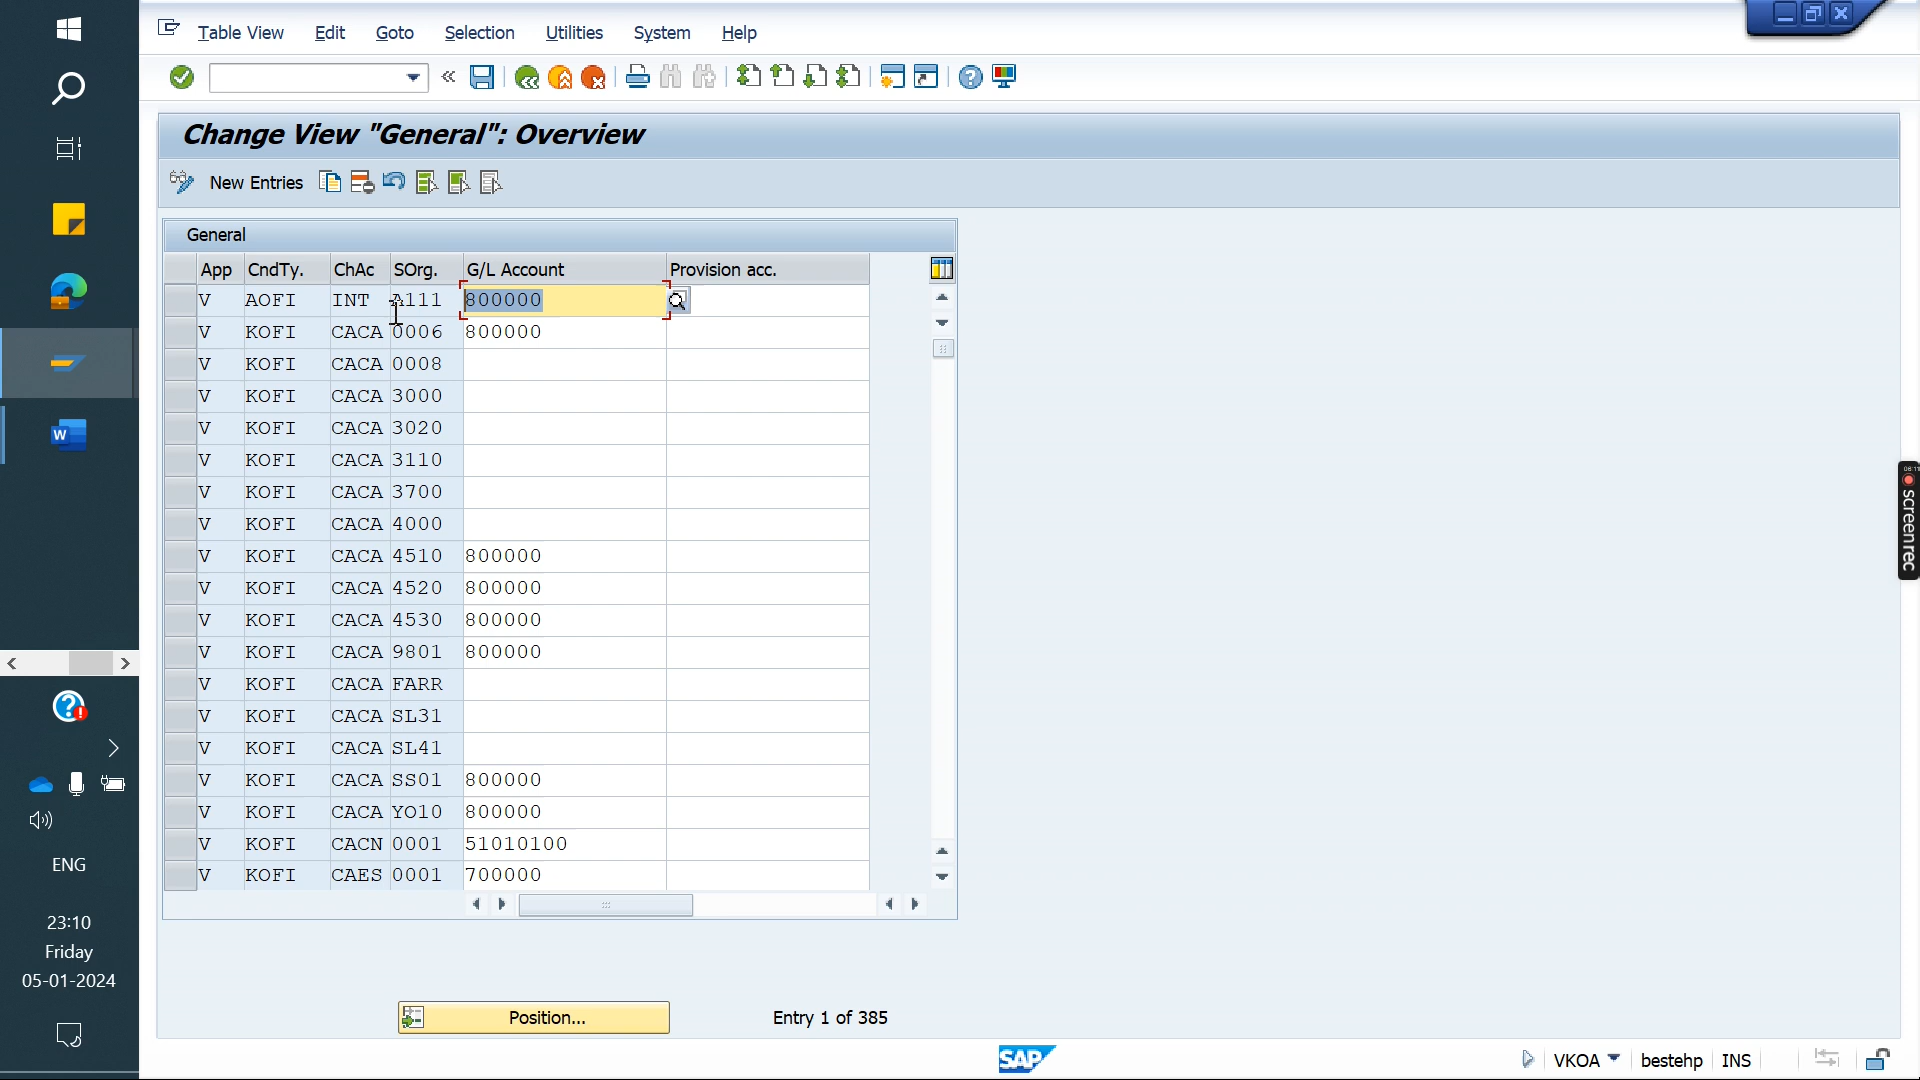 Table View Edit Goto Selection Utilities System Help
Change View "General": Overview
New Entries
General
App CndTy. ChAc SOrg. G/L Account Provision acc.
V AOFI INT A111 800000
V KOFI CACA 0006 800000
V KOFI CACA 0008
V KOFI CACA 3000
V KOFI CACA 3020
V KOFI CACA 3110
V KOFI CACA 3700
V KOFI CACA 4000
V KOFI CACA 4510 800000
V KOFI CACA 4520 800000
V KOFI CACA 4530 800000
V KOFI CACA 9801 800000
V KOFI CACA FARR
V KOFI CACA SL31
V KOFI CACA SL41
V KOFI CACA SS01 800000
V KOFI CACA YO10 800000
V KOFI CACN 0001 51010100
V KOFI CAES 0001 700000
Position...
Entry 1 of 385
SAP
VKOA
bestehp
INS
W
ENG
23:10
Friday
05-01-2024
screenrec